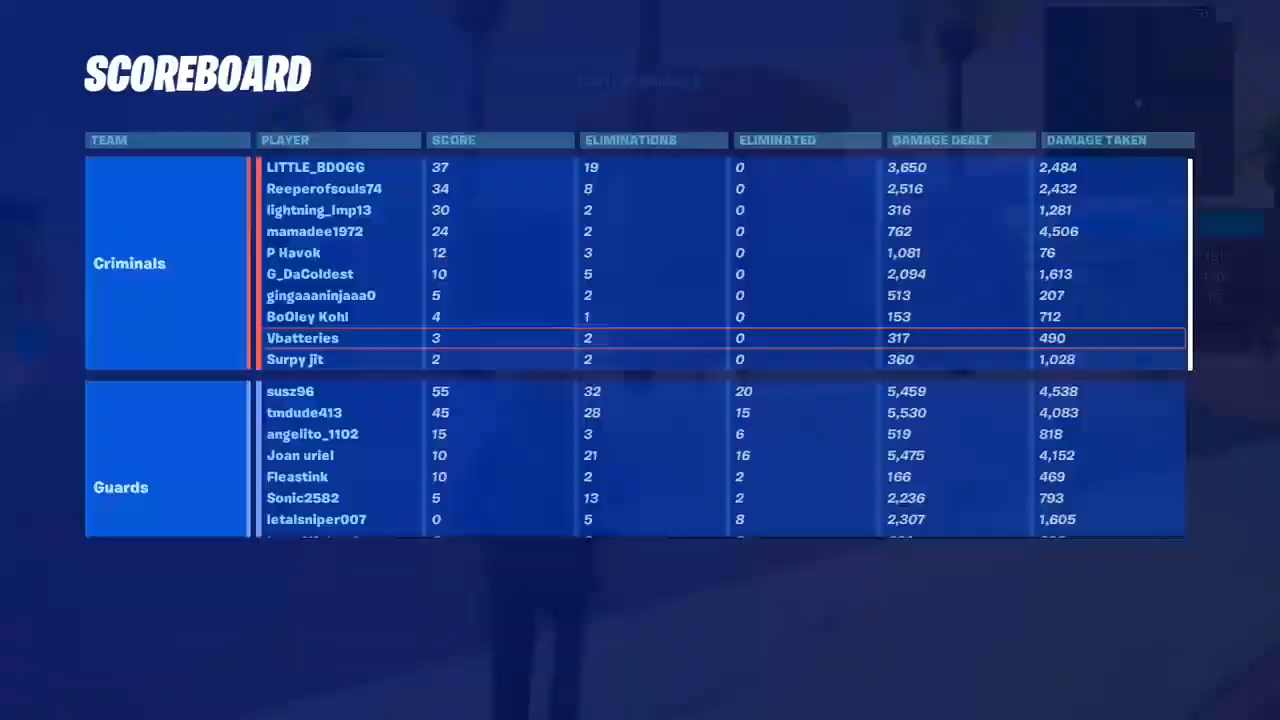 SCOREBOARD
TEAM PLAYER SCORE ELIMINATIONS ELIMINATED DAMAGE DEALT DAMAGE TAKEN
Criminals
LITTLE_BDOGG 37 19 0 3,650 2,484
Reeperofsouls74 34 8 0 2,516 2,432
lightning_Imp13 30 2 0 316 1,281
mamadee1972 24 2 0 762 4,506
P Havok 12 3 0 1,081 76
G_DaColdest 10 5 0 2,094 1,613
gingaaaninjaaa0 5 2 0 513 207
BoOley Kohl 4 1 0 153 712
Vbatteries 3 2 0 317 490
Surpy jit 2 2 0 360 1,028
Guards
susz96 55 32 20 5,459 4,538
tmdude413 45 28 15 5,530 4,083
angelito_1102 15 3 6 519 818
Joan uriel 10 21 16 5,475 4,152
Fleastink 10 2 2 166 469
Sonic2582 5 13 2 2,236 793
letalsniper007 0 5 8 2,307 1,605